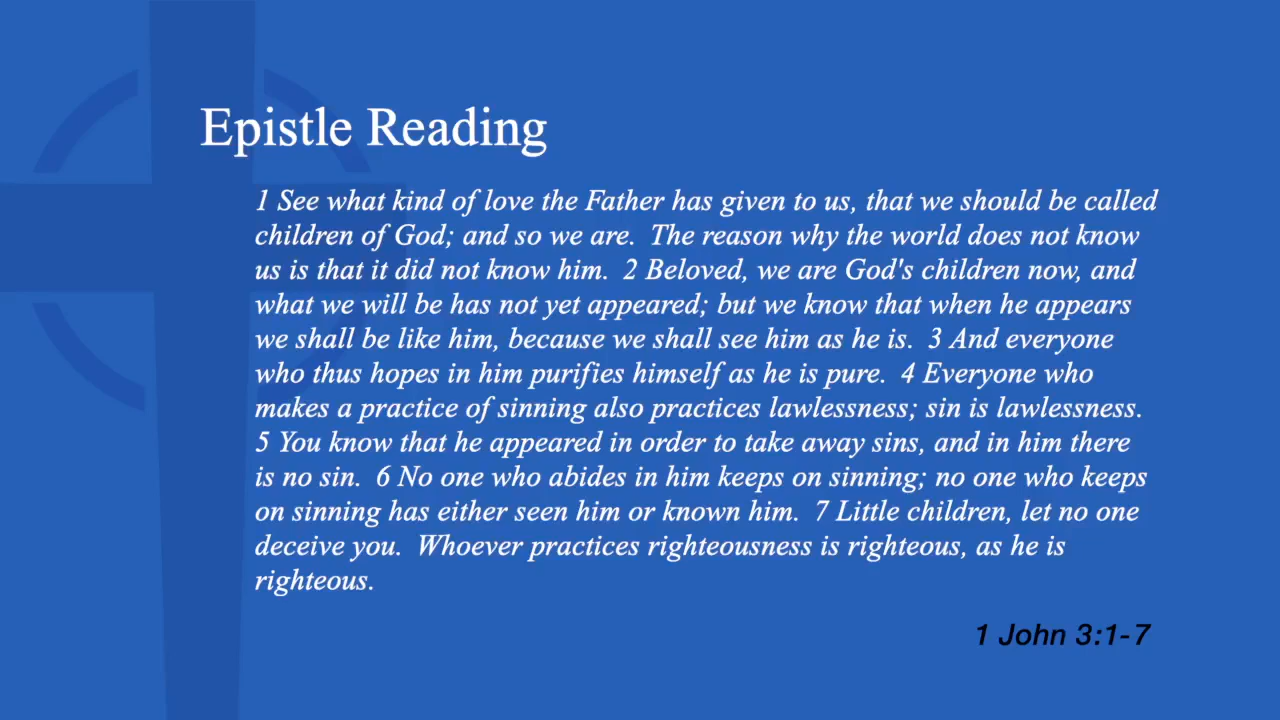 Epistle Reading
1 See what kind of love the Father has given to us, that we should be called
children of God; and so we are.  The reason why the world does not know
us is that it did not know him.  2 Beloved, we are God's children now, and
what we will be has not yet appeared; but we know that when he appears
we shall be like him, because we shall see him as he is.  3 And everyone
who thus hopes in him purifies himself as he is pure.  4 Everyone who
makes a practice of sinning also practices lawlessness; sin is lawlessness.
5 You know that he appeared in order to take away sins, and in him there
is no sin.  6 No one who abides in him keeps on sinning; no one who keeps
on sinning has either seen him or known him.  7 Little children, let no one
deceive you.  Whoever practices righteousness is righteous, as he is
righteous.
1 John 3:1-7